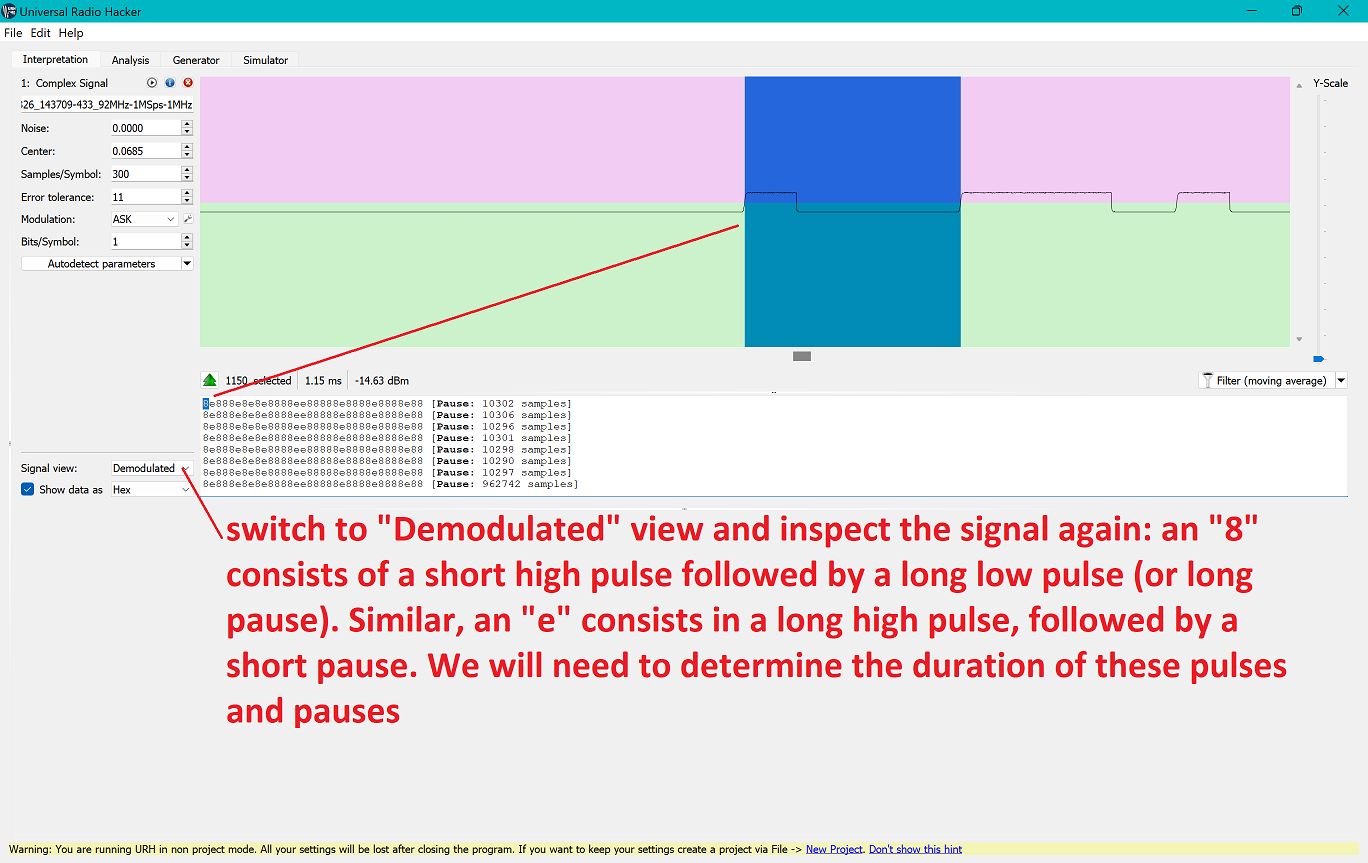 Universal Radio Hacker
File Edit Help
Interpretation Analysis Generator Simulator
1: Complex Signal
Y-Scale
326_143709-433_92MHz-1MSps-1MHz
Noise: 0.0000
Center: 0.0685
Samples/Symbol: 300
Error tolerance: 11
Modulation: ASK
Bits/Symbol: 1
Autodetect parameters
1150 selected 1.15 ms -14.63 dBm
Filter (moving average)
8e888e8e8e8888ee88888e8888e8888e88 [Pause: 10302 samples]
8e888e8e8e8888ee88888e8888e8888e88 [Pause: 10306 samples]
8e888e8e8e8888ee88888e8888e8888e88 [Pause: 10296 samples]
8e888e8e8e8888ee88888e8888e8888e88 [Pause: 10301 samples]
8e888e8e8e8888ee88888e8888e8888e88 [Pause: 10298 samples]
8e888e8e8e8888ee88888e8888e8888e88 [Pause: 10290 samples]
8e888e8e8e8888ee88888e8888e8888e88 [Pause: 10297 samples]
8e888e8e8e8888ee88888e8888e8888e88 [Pause: 962742 samples]
Signal view: Demodulated
Show data as Hex
switch to "Demodulated" view and inspect the signal again: an "8"
consists of a short high pulse followed by a long low pulse (or long
pause). Similar, an "e" consists in a long high pulse, followed by a
short pause. We will need to determine the duration of these pulses
and pauses
Warning: You are running URH in non project mode. All your settings will be lost after closing the program. If you want to keep your settings create a project via File -> New Project. Don't show this hint